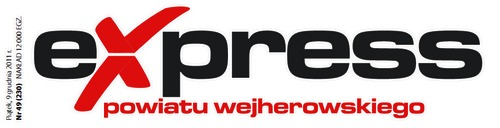 Piątek, 9 grudnia 2011 r.
Nr 49 (230) NAKŁAD 12 000 EGZ.
express
powiatu wejherowskiego